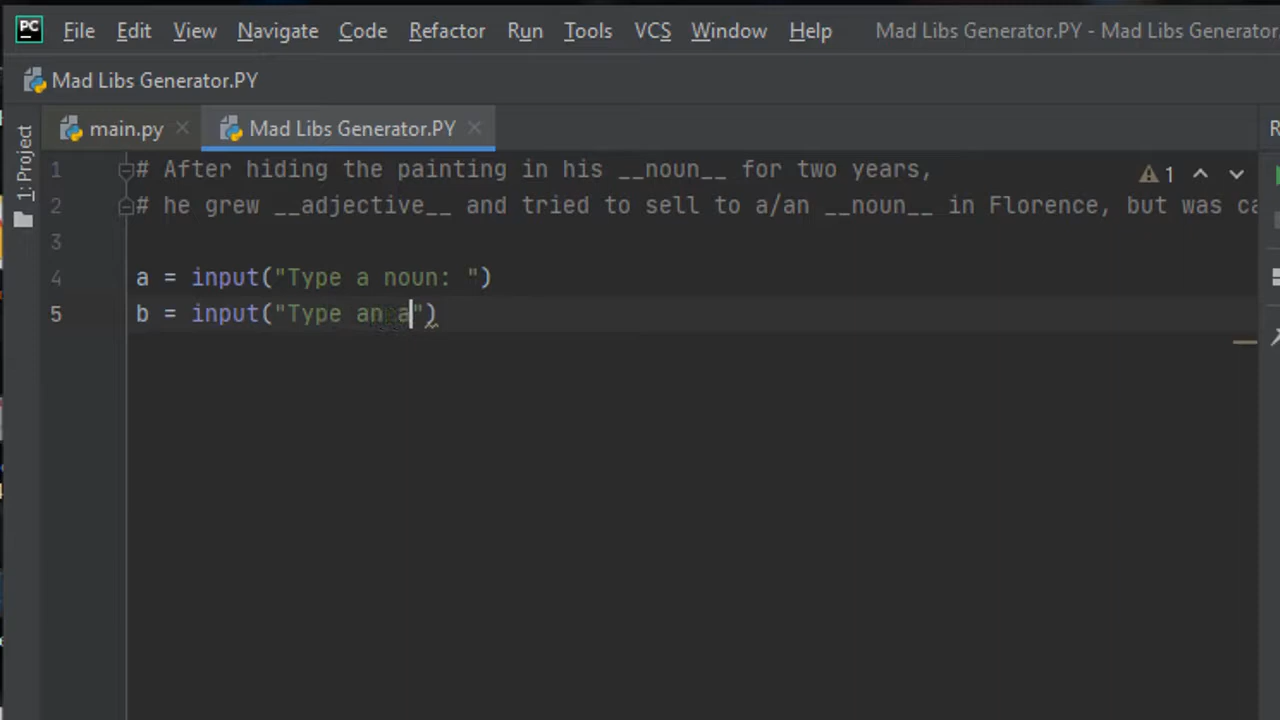 PC File Edit View Navigate Code Refactor Run Tools VCS Window Help Mad Libs Generator.PY - Mad Libs Generator
Mad Libs Generator.PY
main.py Mad Libs Generator.PY
1: Project
1 # After hiding the painting in his __noun__ for two years,
1
2 # he grew __adjective__ and tried to sell to a/an __noun__ in Florence, but was ca
3
4 a = input("Type a noun: ")
5 b = input("Type an a")